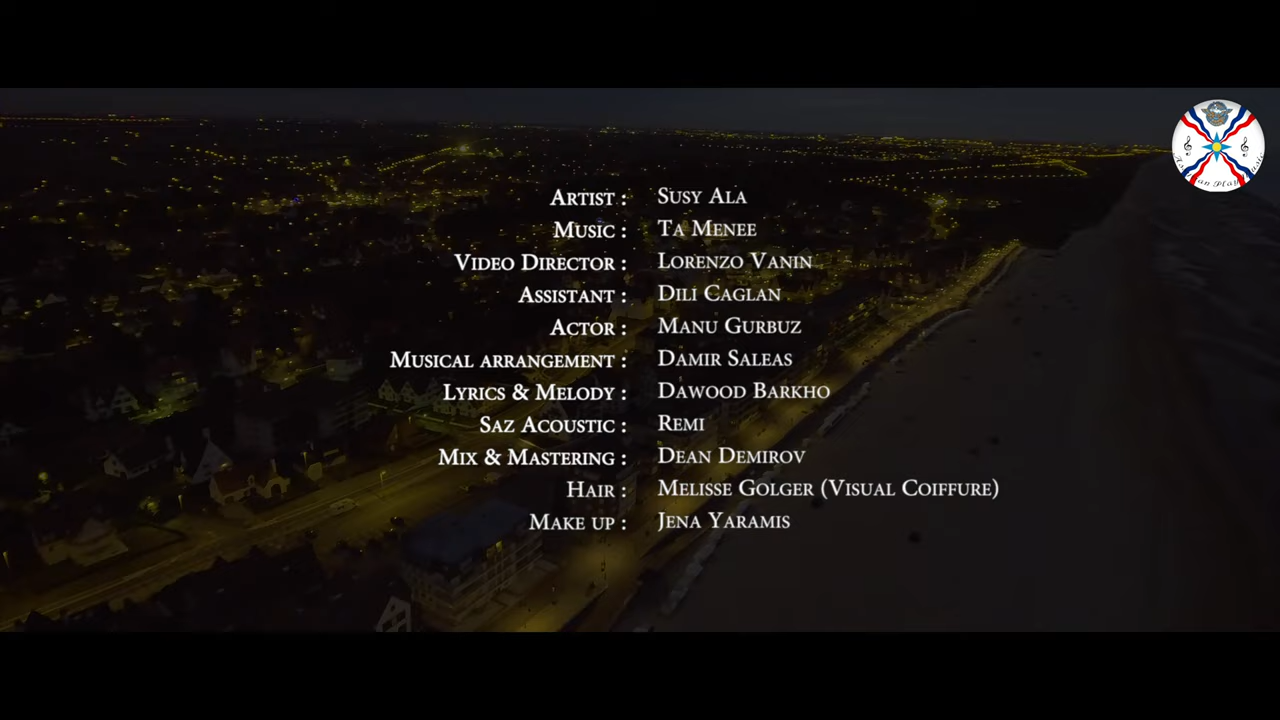 Artist : Susy Ala
Music : Ta Menee
Video Director : Lorenzo Vanin
Assistant : Dili Caglan
Actor : Manu Gurbuz
Musical arrangement : Damir Saleas
Lyrics & Melody : Dawood Barkho
Saz Acoustic : Remi
Mix & Mastering : Dean Demirov
Hair : Melisse Golger (Visual Coiffure)
Make up : Jena Yaramis